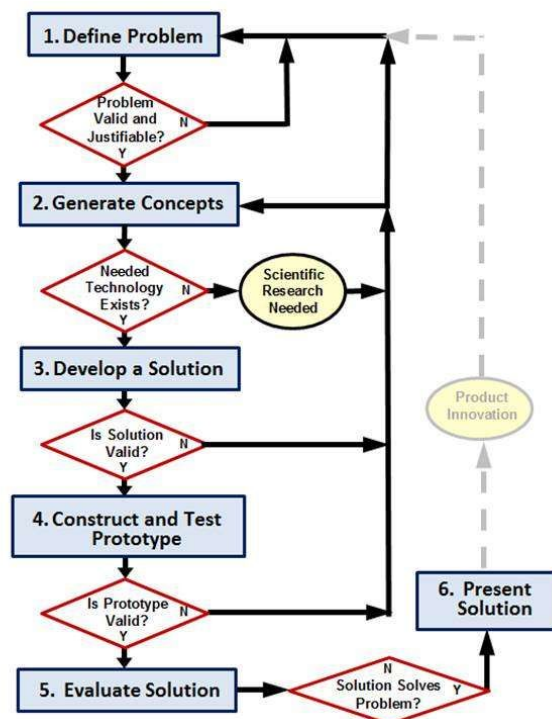 1. Define Problem
Problem
Valid and
Justifiable?
N
Y
2. Generate Concepts
Needed
Technology
Exists?
N
Y
Scientific
Research
Needed
3. Develop a Solution
Is Solution
Valid?
N
Y
Product
Innovation
4. Construct and Test
Prototype
Is Prototype
Valid?
N
Y
6. Present
Solution
5. Evaluate Solution
N
Solution Solves
Problem?
Y